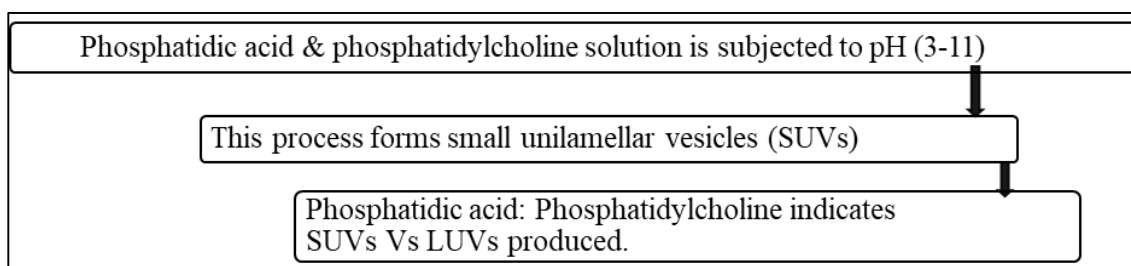 Phosphatidic acid & phosphatidylcholine solution is subjected to pH (3-11)
This process forms small unilamellar vesicles (SUVs)
Phosphatidic acid: Phosphatidylcholine indicates
SUVs Vs LUVs produced.